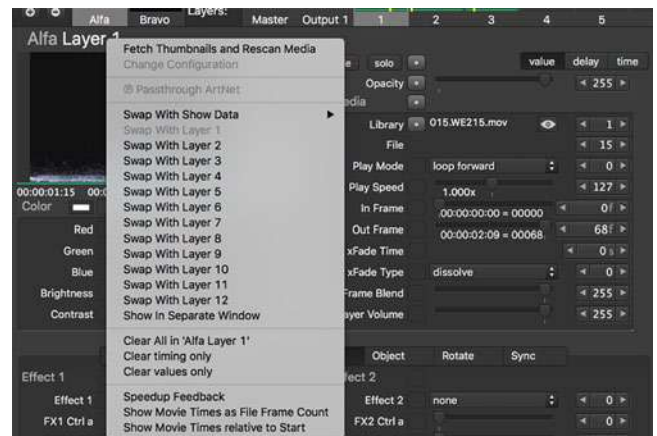 Alfa Bravo Layers: Master Output 1 1 2 3 4 5
Alfa Layer 1
Fetch Thumbnails and Rescan Media
Change Configuration
℗ Passthrough ArtNet
Swap With Show Data
Swap With Layer 1
Swap With Layer 2
Swap With Layer 3
Swap With Layer 4
Swap With Layer 5
Swap With Layer 6
Swap With Layer 7
Swap With Layer 8
Swap With Layer 9
Swap With Layer 10
Swap With Layer 11
Swap With Layer 12
Show In Separate Window
Clear All in 'Alfa Layer 1'
Clear timing only
Clear values only
Speedup Feedback
Show Movie Times as File Frame Count
Show Movie Times relative to Start
00:00:01:15
Color
Red
Green
Blue
Brightness
Contrast
Effect 1
Effect 1
FX1 Ctrl a
solo value delay time
Opacity 255
Library 015.WE215.mov 1
File 15
Play Mode loop forward 0
Play Speed 1.000x 127
In Frame 00:00:00:00 = 00000 0f
Out Frame 00:00:02:09 = 00068 68f
xFade Time 0 s
xFade Type dissolve 0
Frame Blend 255
ayer Volume 255
Object Rotate Sync
fect 2
Effect 2 none 0
FX2 Ctrl a 0